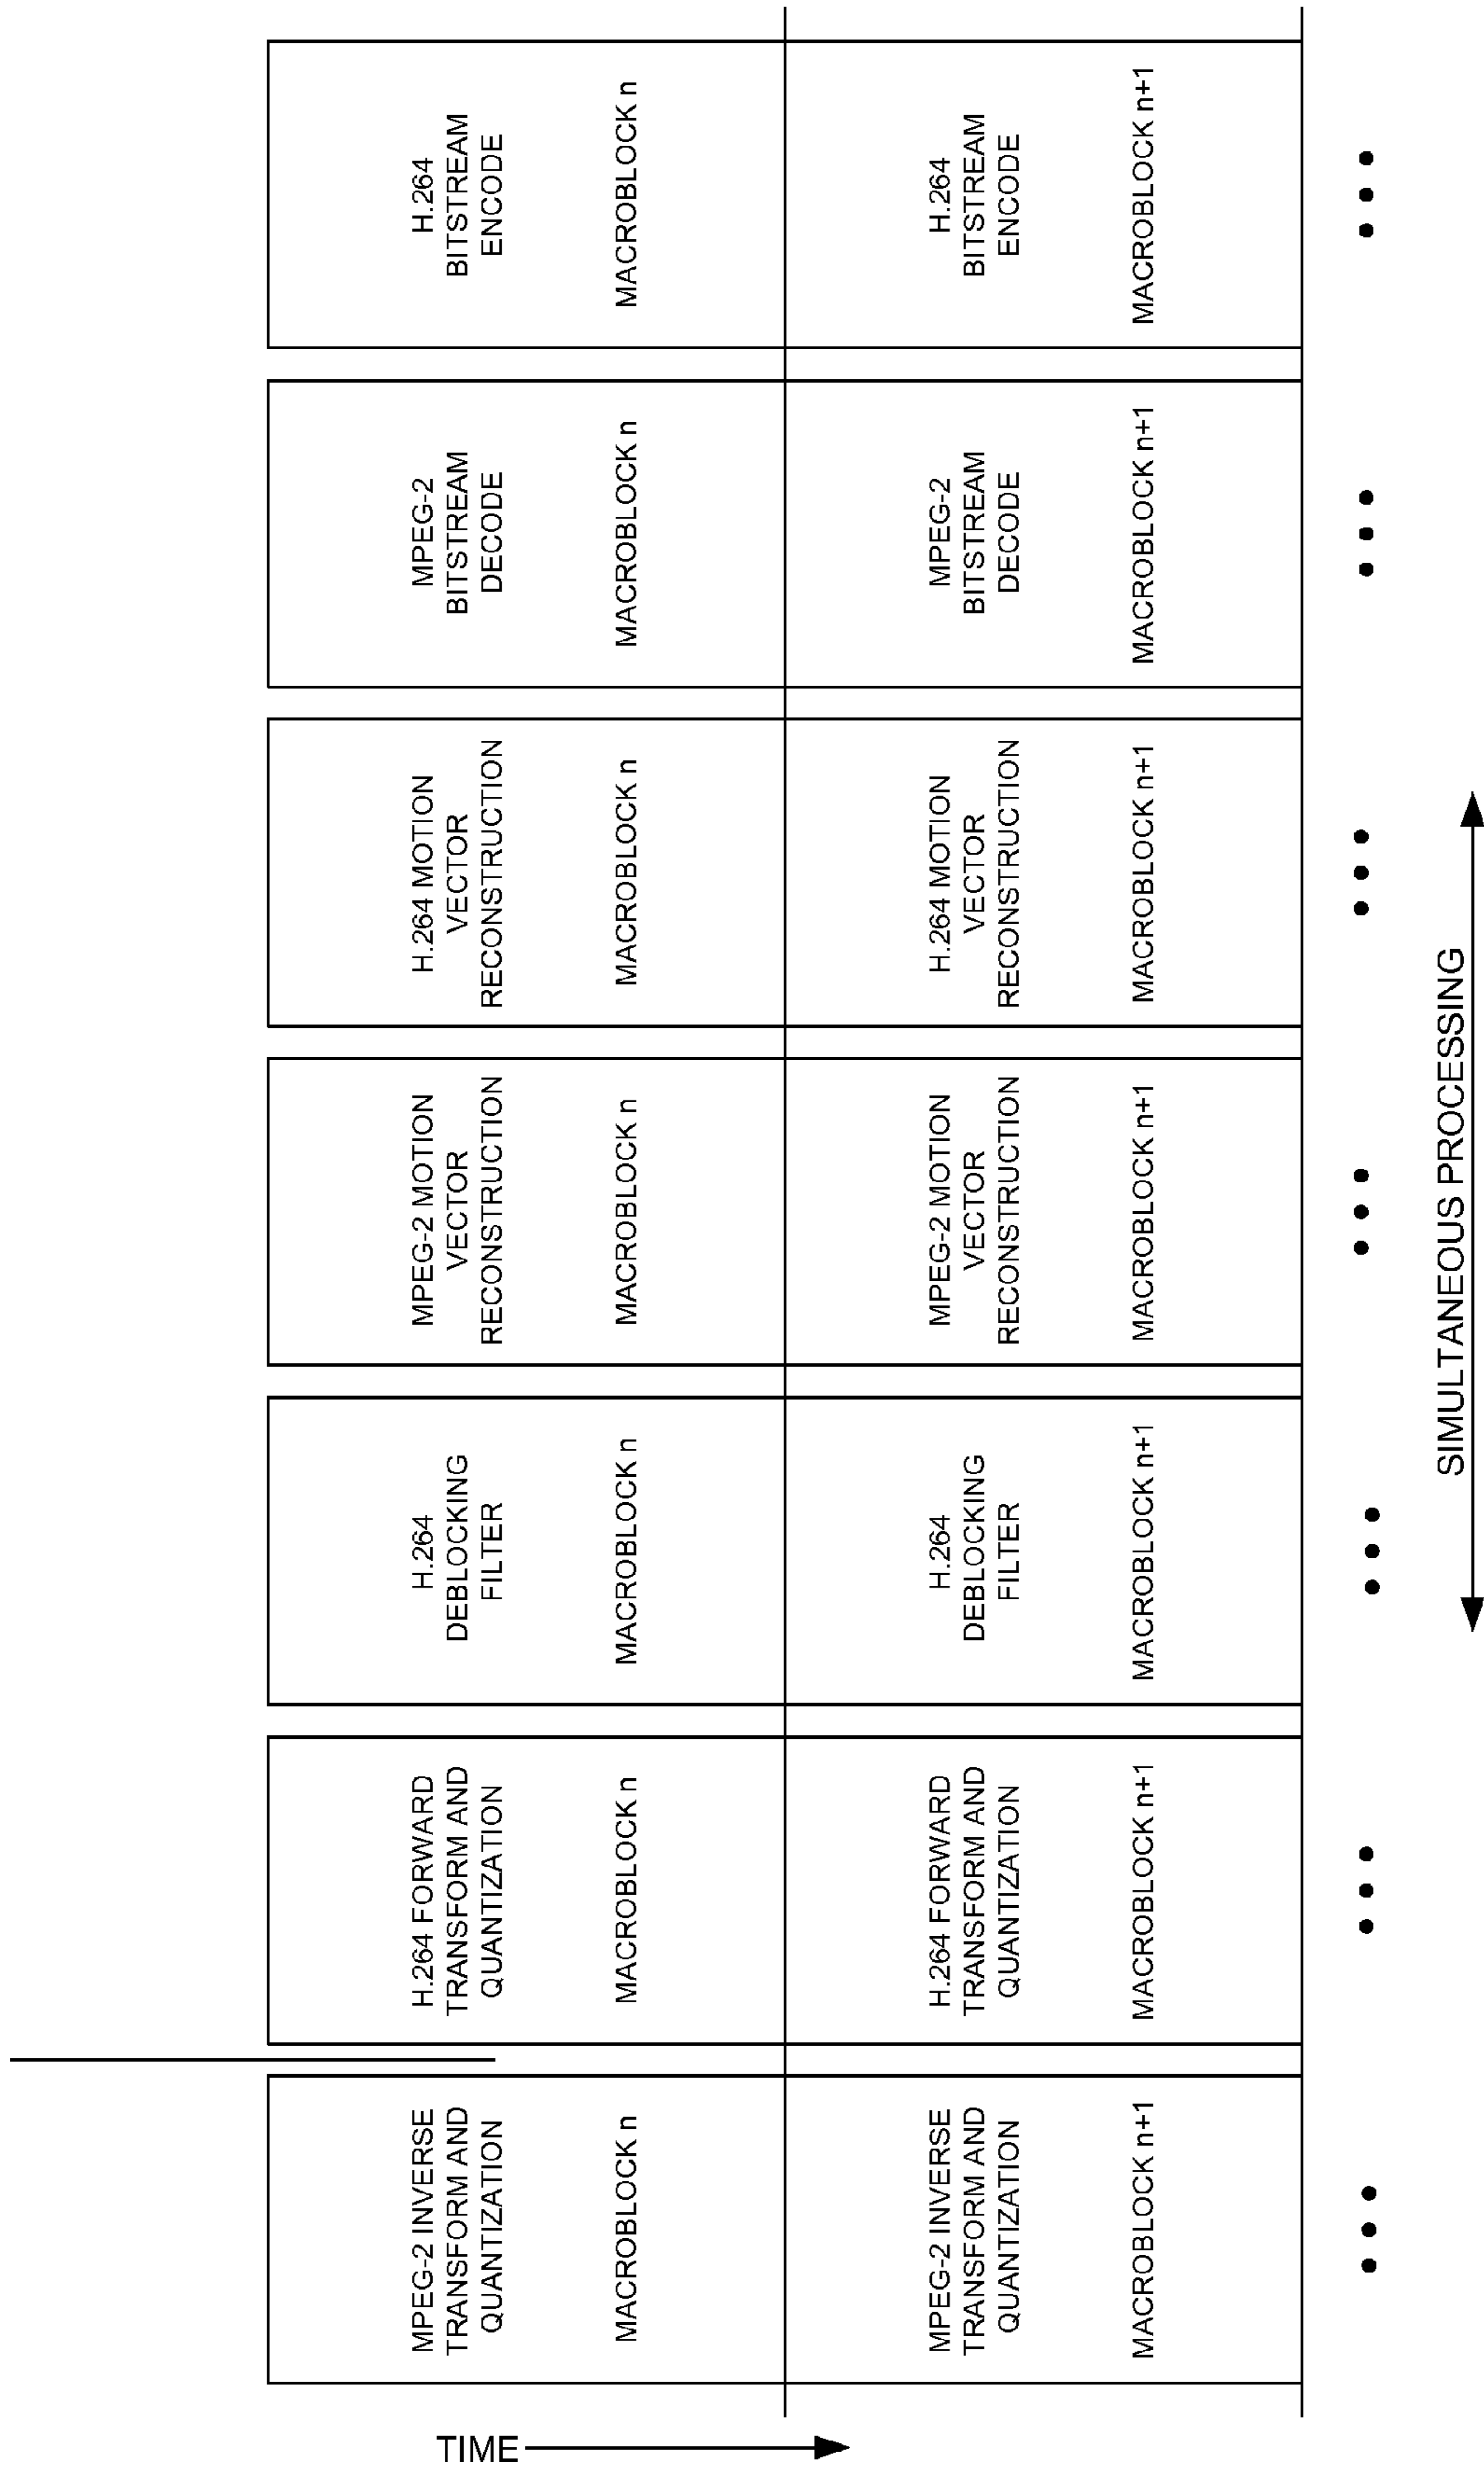 TIME
MPEG-2 INVERSE
TRANSFORM AND
QUANTIZATION
MACROBLOCK n
H.264 FORWARD
TRANSFORM AND
QUANTIZATION
MACROBLOCK n
H.264
DEBLOCKING
FILTER
MACROBLOCK n
MPEG-2 MOTION
VECTOR
RECONSTRUCTION
MACROBLOCK n
H.264 MOTION
VECTOR
RECONSTRUCTION
MACROBLOCK n
MPEG-2
BITSTREAM
DECODE
MACROBLOCK n
H.264
BITSTREAM
ENCODE
MACROBLOCK n
MPEG-2 INVERSE
TRANSFORM AND
QUANTIZATION
MACROBLOCK n+1
H.264 FORWARD
TRANSFORM AND
QUANTIZATION
MACROBLOCK n+1
H.264
DEBLOCKING
FILTER
MACROBLOCK n+1
MPEG-2 MOTION
VECTOR
RECONSTRUCTION
MACROBLOCK n+1
H.264 MOTION
VECTOR
RECONSTRUCTION
MACROBLOCK n+1
MPEG-2
BITSTREAM
DECODE
MACROBLOCK n+1
H.264
BITSTREAM
ENCODE
MACROBLOCK n+1
SIMULTANEOUS PROCESSING